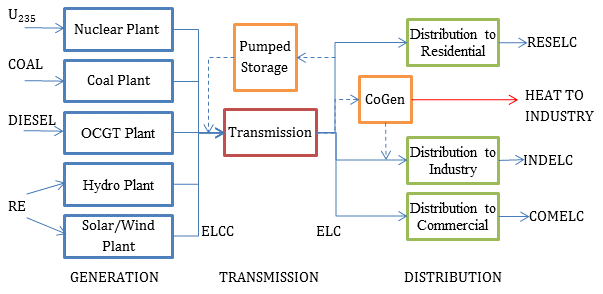 U235
Nuclear Plant
COAL
Coal Plant
DIESEL
OCGT Plant
RE
Hydro Plant
Solar/Wind
Plant
ELCC
Pumped
Storage
Transmission
ELC
CoGen
Distribution to
Residential
RESELC
HEAT TO
INDUSTRY
Distribution to
Industry
INDELC
Distribution to
Commercial
COMELC
GENERATION
TRANSMISSION
DISTRIBUTION